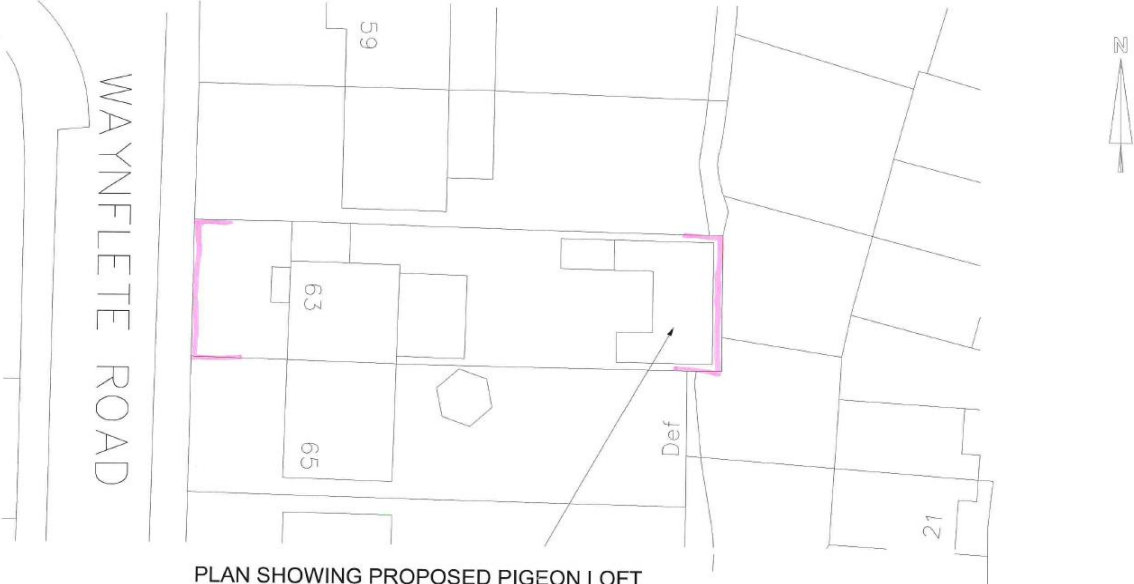 59
N
WAYNFLETE ROAD
63
65
Def
21
PLAN SHOWING PROPOSED PIGEON LOFT